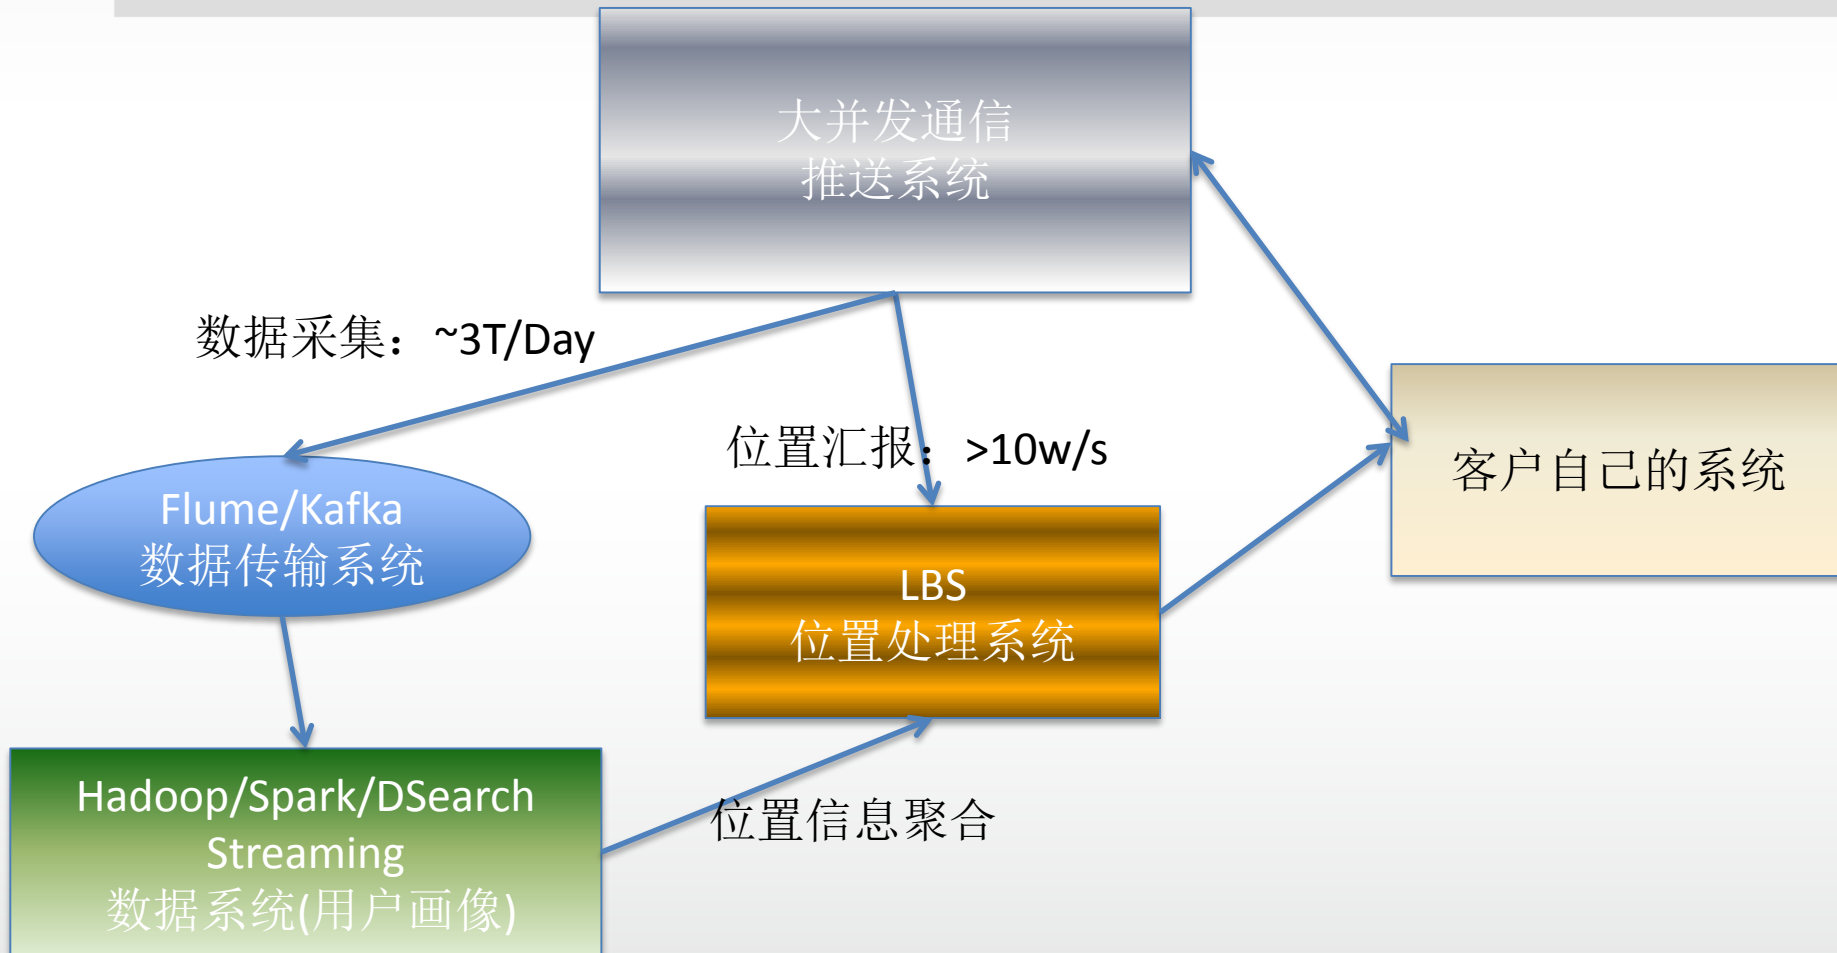 大并发通信
推送系统
数据采集：~3T/Day
位置汇报：>10w/s
客户自己的系统
Flume/Kafka
数据传输系统
LBS
位置处理系统
Hadoop/Spark/DSearch
Streaming
数据系统(用户画像)
位置信息聚合